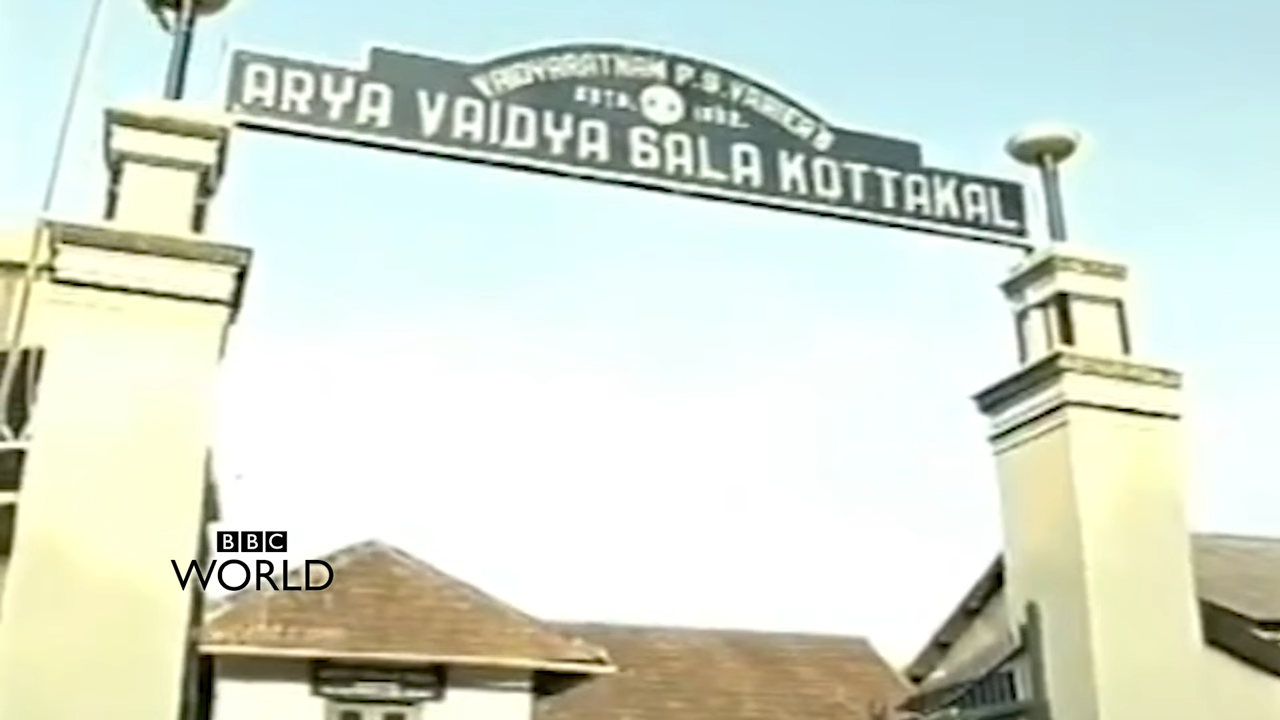 VAIDYARATNAM P.S.VARIER'S
ESTD. 1902.
ARYA VAIDYA SALA KOTTAKAL
BBC
WORLD